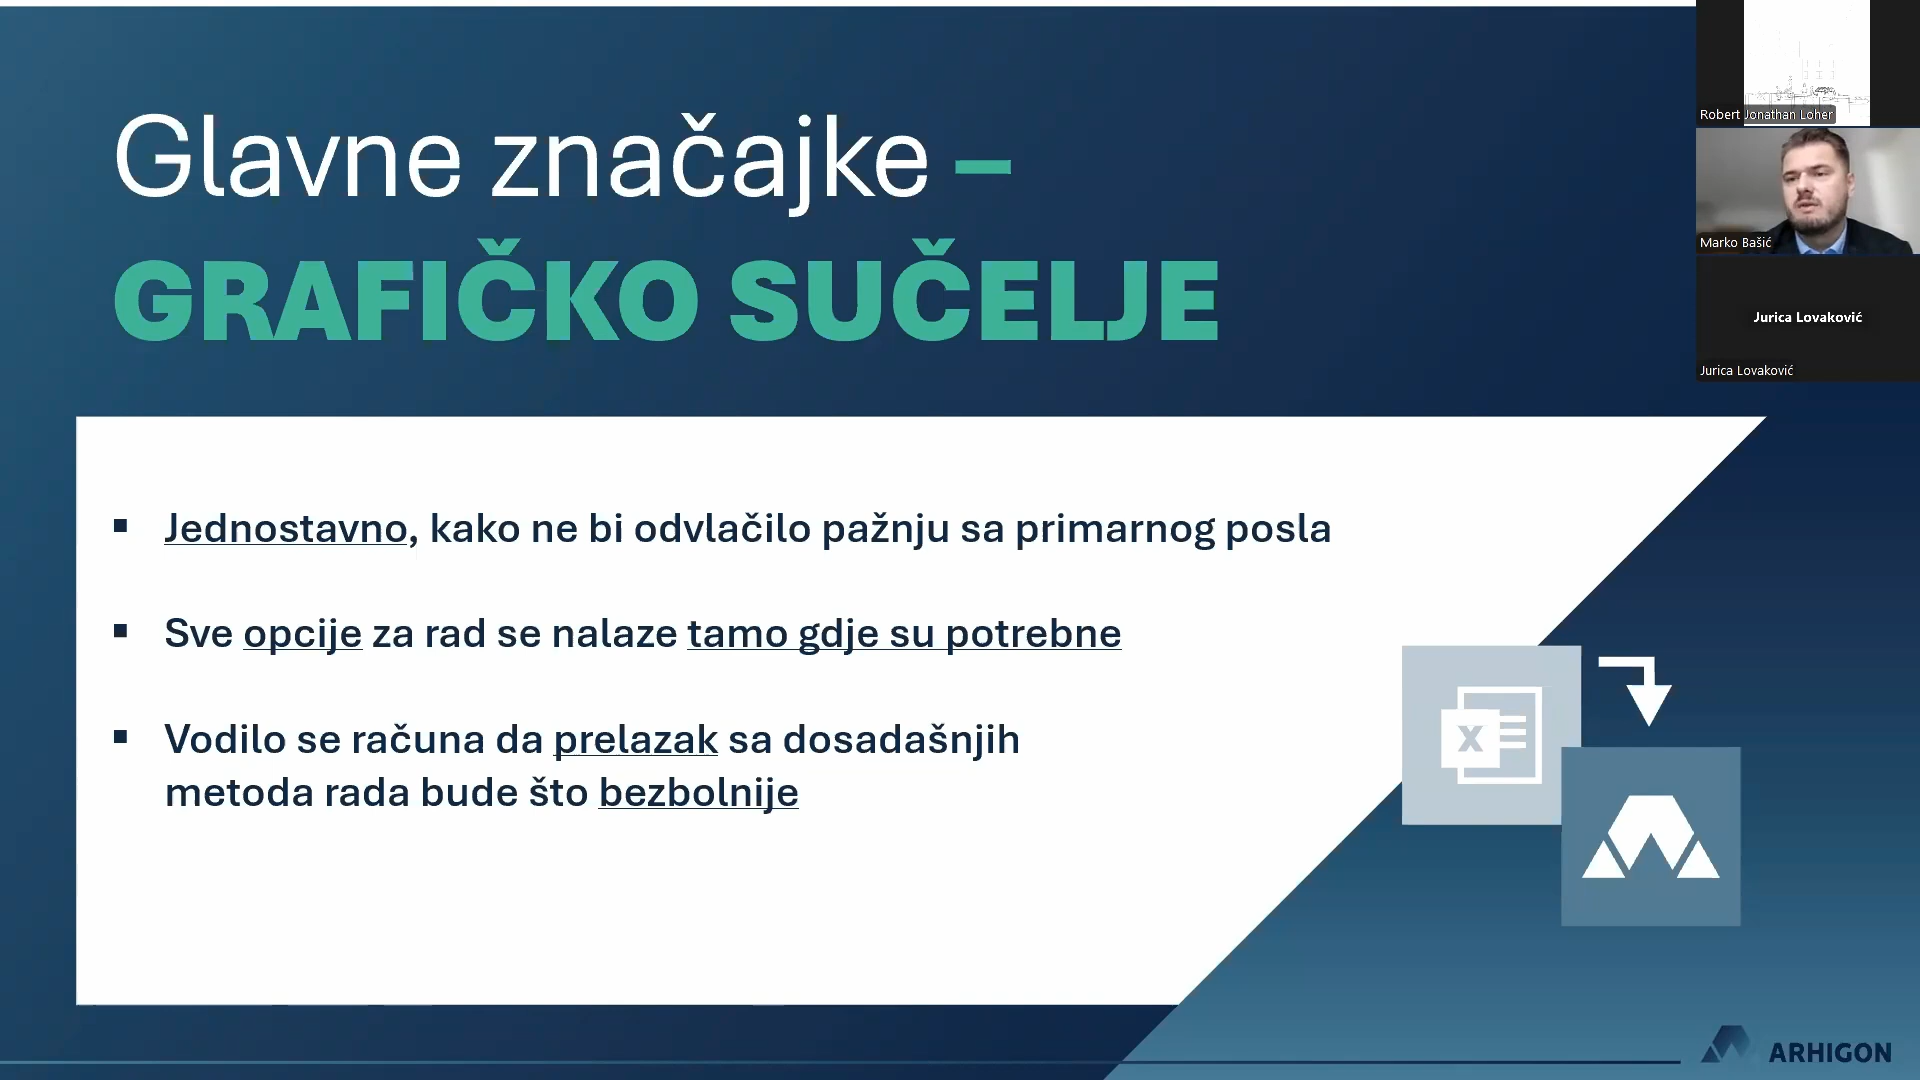 Glavne značajke –
GRAFIČKO SUČELJE
▪ Jednostavno, kako ne bi odvlačilo pažnju sa primarnog posla
▪ Sve opcije za rad se nalaze tamo gdje su potrebne
▪ Vodilo se računa da prelazak sa dosadašnjih
metoda rada bude što bezbolnije
X
ARHIGON
Robert Jonathan Loher
Marko Bašić
Jurica Lovaković
Jurica Lovaković